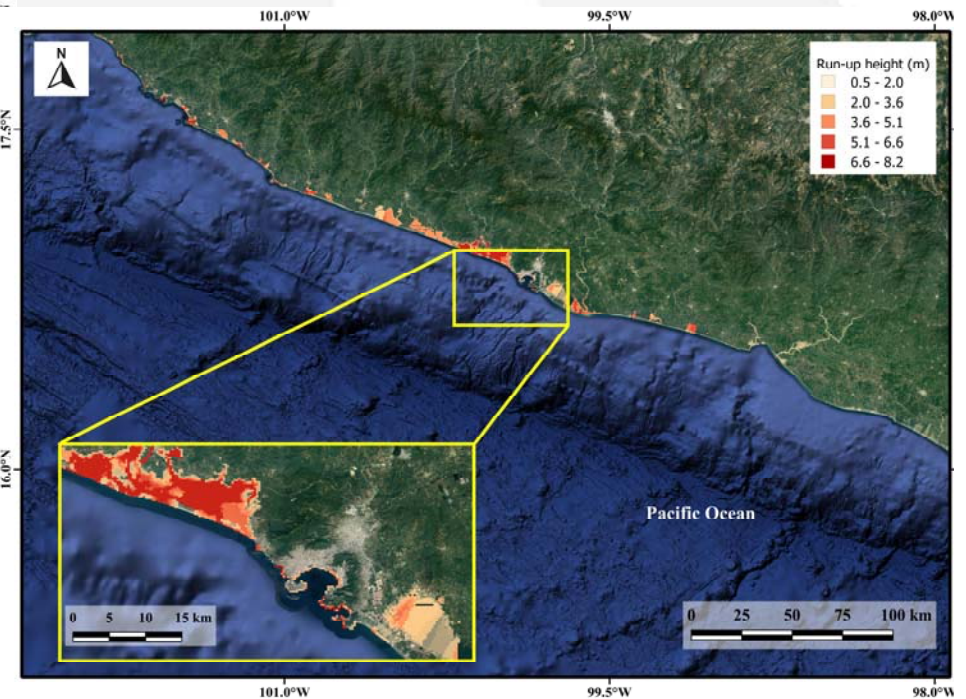 101.0°W 99.5°W 98.0°W
N
Run-up height (m)
0.5 - 2.0
2.0 - 3.6
3.6 - 5.1
5.1 - 6.6
6.6 - 8.2
17.5°N
16.0°N
Pacific Ocean
0 5 10 15 km
0 25 50 75 100 km
101.0°W 99.5°W 98.0°W